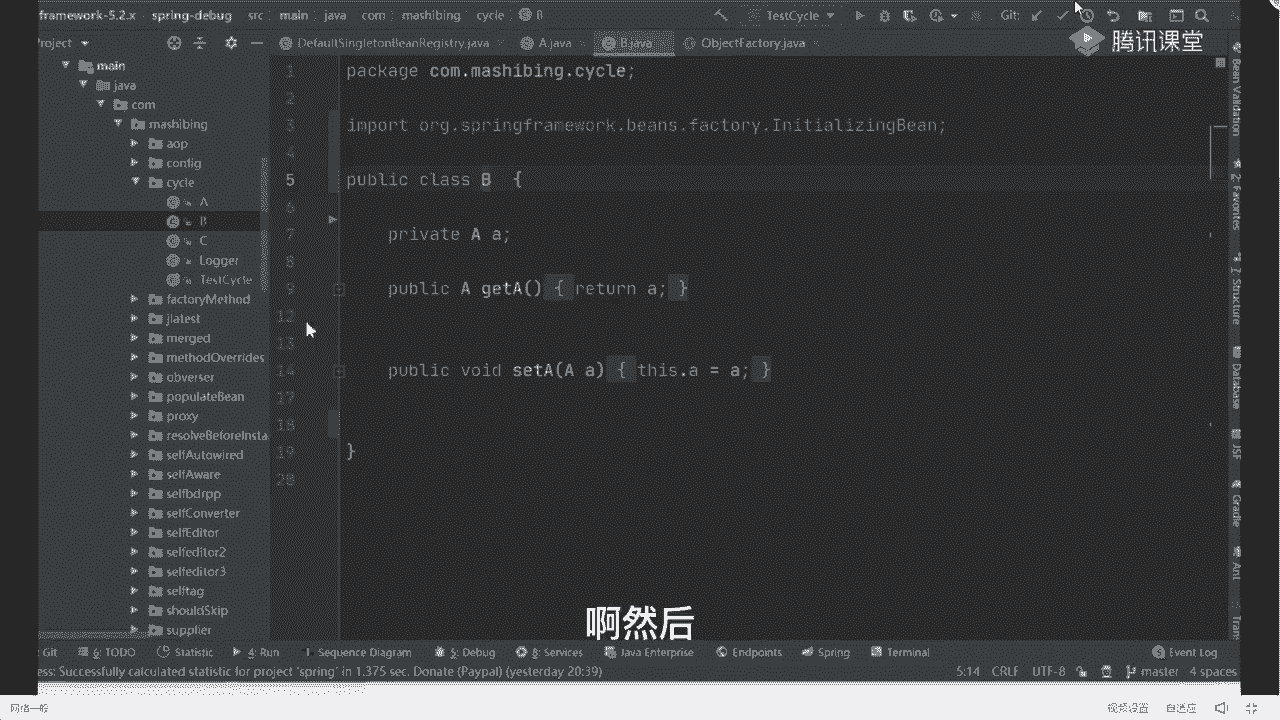 framework-5.2.x spring-debug src main java com mashibing cycle B
TestCycle
Git:
腾讯课堂
Project
DefaultSingletonBeanRegistry.java
A.java
B.java
ObjectFactory.java
main
java
com
mashibing
aop
config
cycle
A
B
C
Logger
TestCycle
factoryMethod
jlatest
merged
methodOverrides
obverser
populateBean
proxy
resolveBeforeInsta
selfAutowired
selfAware
selfbdrpp
selfConverter
selfEditor
selfeditor2
selfeditor3
selftag
shouldSkip
supplier
1 package com.mashibing.cycle;
2
3 import org.springframework.beans.factory.InitializingBean;
4
5 public class B {
6
7 private A a;
8
9 public A getA() { return a; }
12
13
14 public void setA(A a) { this.a = a; }
17
18
19 }
20
Bean Validation
2: Favorites
7: Structure
Database
JSF
Gradle
Ant
啊然后
Git 6: TODO Statistic 4: Run Sequence Diagram 5: Debug 8: Services Java Enterprise Endpoints Spring Terminal Event Log
ess: Successfully calculated statistic for project 'spring' in 1.375 sec. Donate (Paypal) (yesterday 20:39) 5:14 CRLF UTF-8 master 4 spaces
网络一般
视频设置 自适应